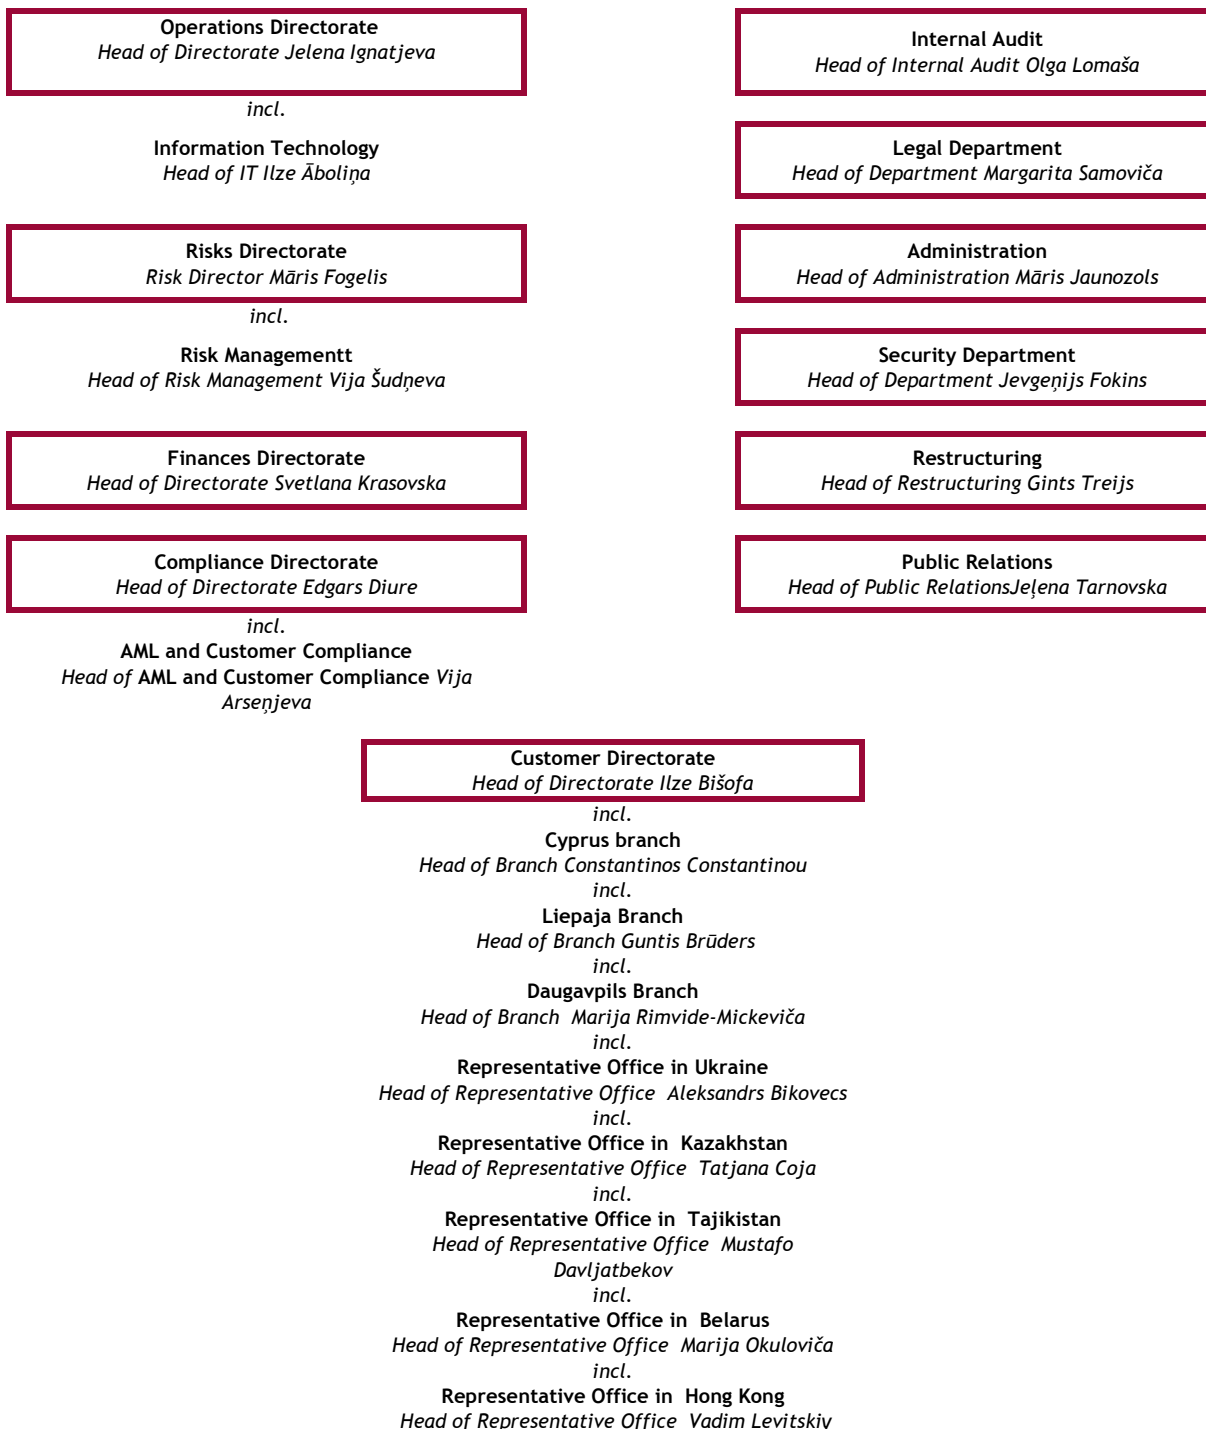 Operations Directorate
Head of Directorate Jelena Ignatjeva
incl.
Information Technology
Head of IT Ilze Āboliņa
Risks Directorate
Risk Director Māris Fogelis
incl.
Risk Managementt
Head of Risk Management Vija Šudņeva
Finances Directorate
Head of Directorate Svetlana Krasovska
Compliance Directorate
Head of Directorate Edgars Diure
incl.
AML and Customer Compliance
Head of AML and Customer Compliance Vija
Arseņjeva
Internal Audit
Head of Internal Audit Olga Lomaša
Legal Department
Head of Department Margarita Samoviča
Administration
Head of Administration Māris Jaunozols
Security Department
Head of Department Jevgeņijs Fokins
Restructuring
Head of Restructuring Gints Treijs
Public Relations
Head of Public RelationsJeļena Tarnovska
Customer Directorate
Head of Directorate Ilze Bišofa
incl.
Cyprus branch
Head of Branch Constantinos Constantinou
incl.
Liepaja Branch
Head of Branch Guntis Brūders
incl.
Daugavpils Branch
Head of Branch Marija Rimvide-Mickeviča
incl.
Representative Office in Ukraine
Head of Representative Office Aleksandrs Bikovecs
incl.
Representative Office in Kazakhstan
Head of Representative Office Tatjana Coja
incl.
Representative Office in Tajikistan
Head of Representative Office Mustafo
Davljatbekov
incl.
Representative Office in Belarus
Head of Representative Office Marija Okuloviča
incl.
Representative Office in Hong Kong
Head of Representative Office Vadim Levitskiy